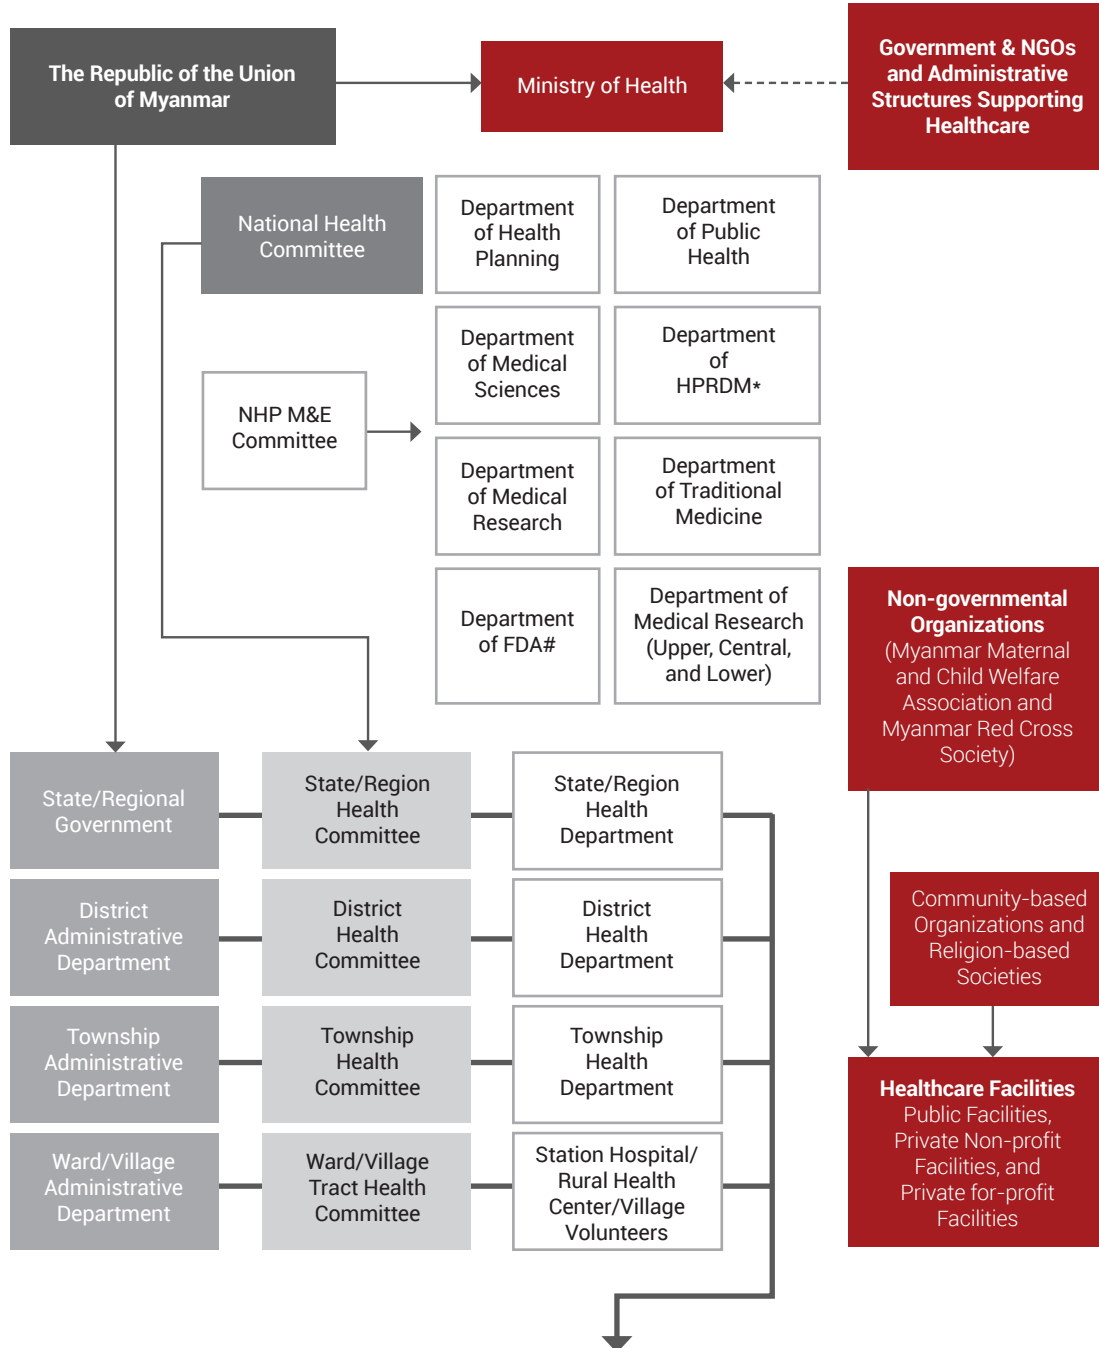 The Republic of the Union
of Myanmar
Ministry of Health
Government & NGOs
and Administrative
Structures Supporting
Healthcare
National Health
Committee
Department
of Health
Planning
Department
of Public
Health
Department
of Medical
Sciences
Department
of
HPRDM*
NHP M&E
Committee
Department
of Medical
Research
Department
of Traditional
Medicine
Department
of FDA#
Department of
Medical Research
(Upper, Central,
and Lower)
Non-governmental
Organizations
(Myanmar Maternal
and Child Welfare
Association and
Myanmar Red Cross
Society)
State/Regional
Government
State/Region
Health
Committee
State/Region
Health
Department
District
Administrative
Department
District
Health
Committee
District
Health
Department
Community-based
Organizations and
Religion-based
Societies
Township
Administrative
Department
Township
Health
Committee
Township
Health
Department
Healthcare Facilities
Public Facilities,
Private Non-profit
Facilities, and
Private for-profit
Facilities
Ward/Village
Administrative
Department
Ward/Village
Tract Health
Committee
Station Hospital/
Rural Health
Center/Village
Volunteers